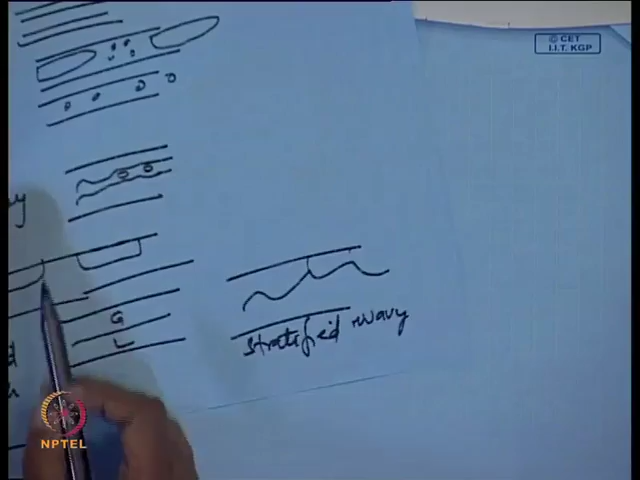 © CET
I.I.T. KGP
G
L
stratified wavy
NPTEL